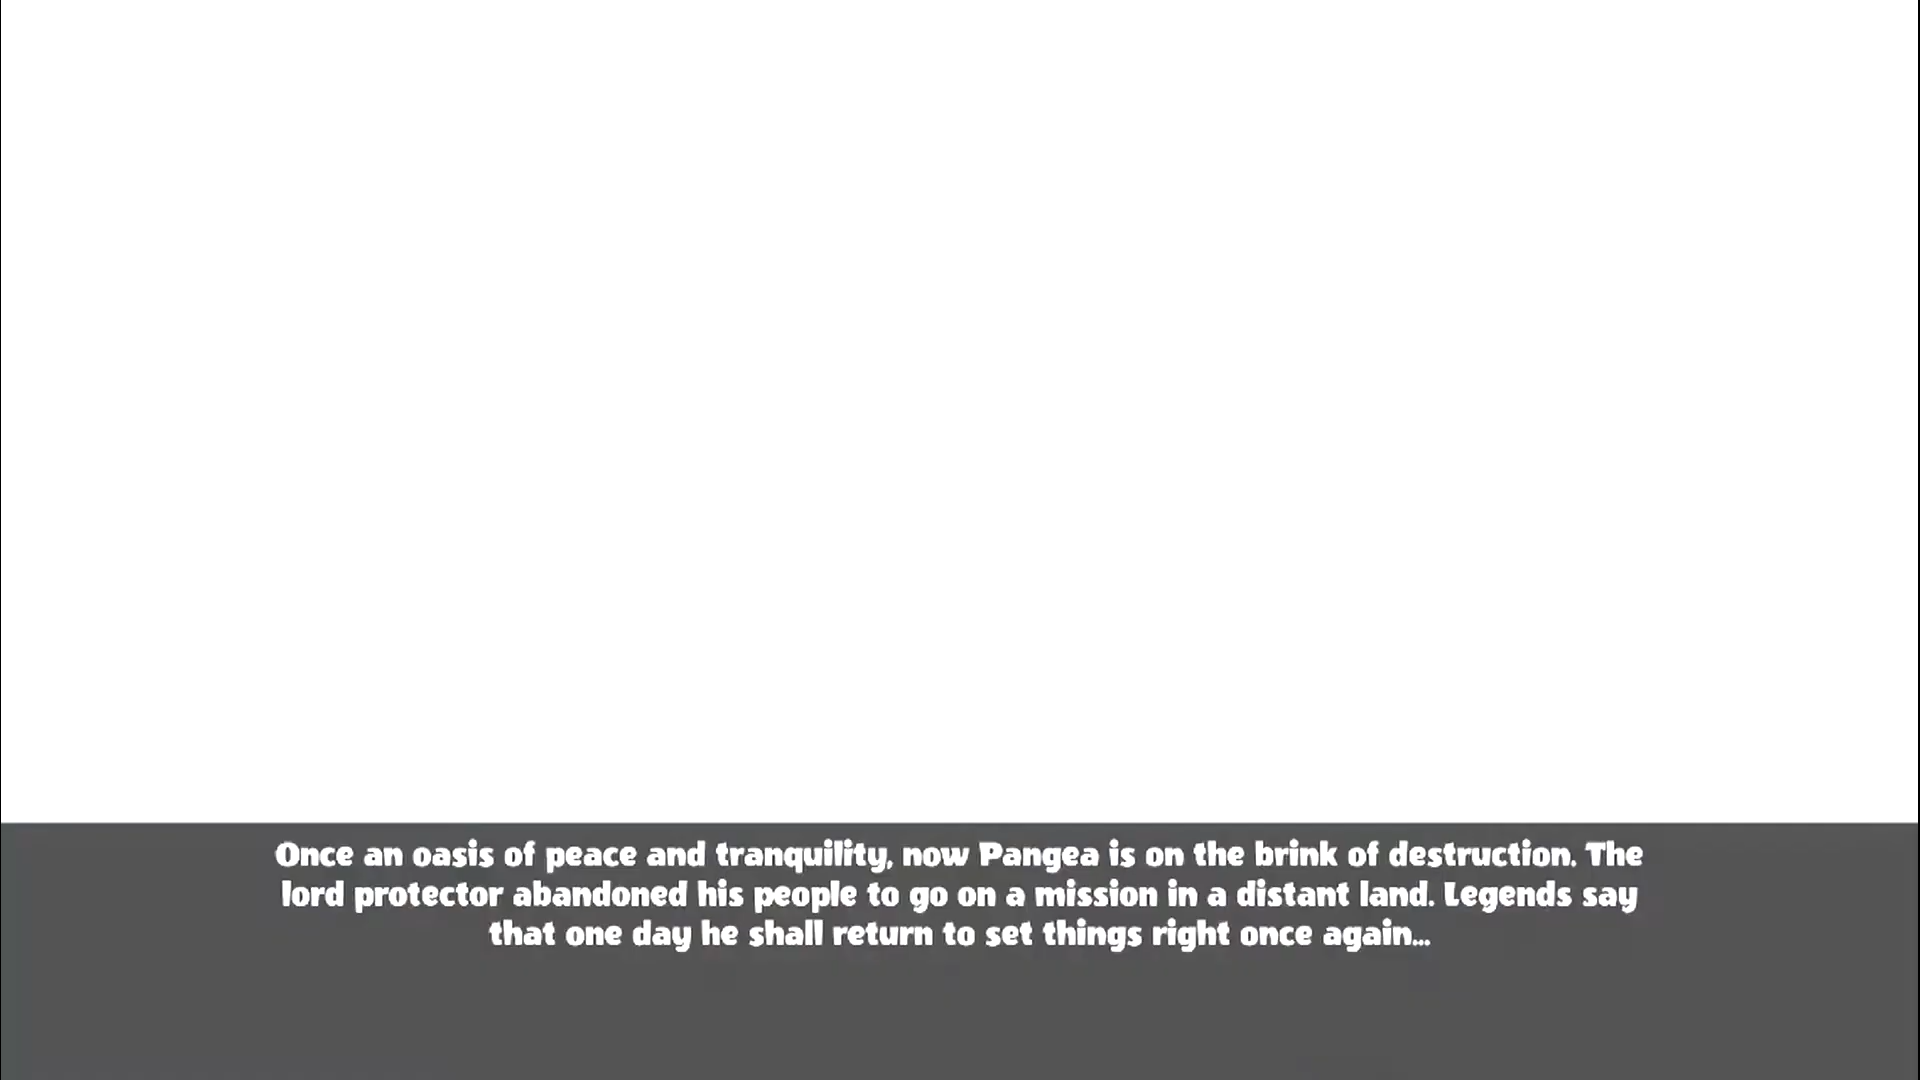 Once an oasis of peace and tranquility, now Pangea is on the brink of destruction. The
lord protector abandoned his people to go on a mission in a distant land. Legends say
that one day he shall return to set things right once again...